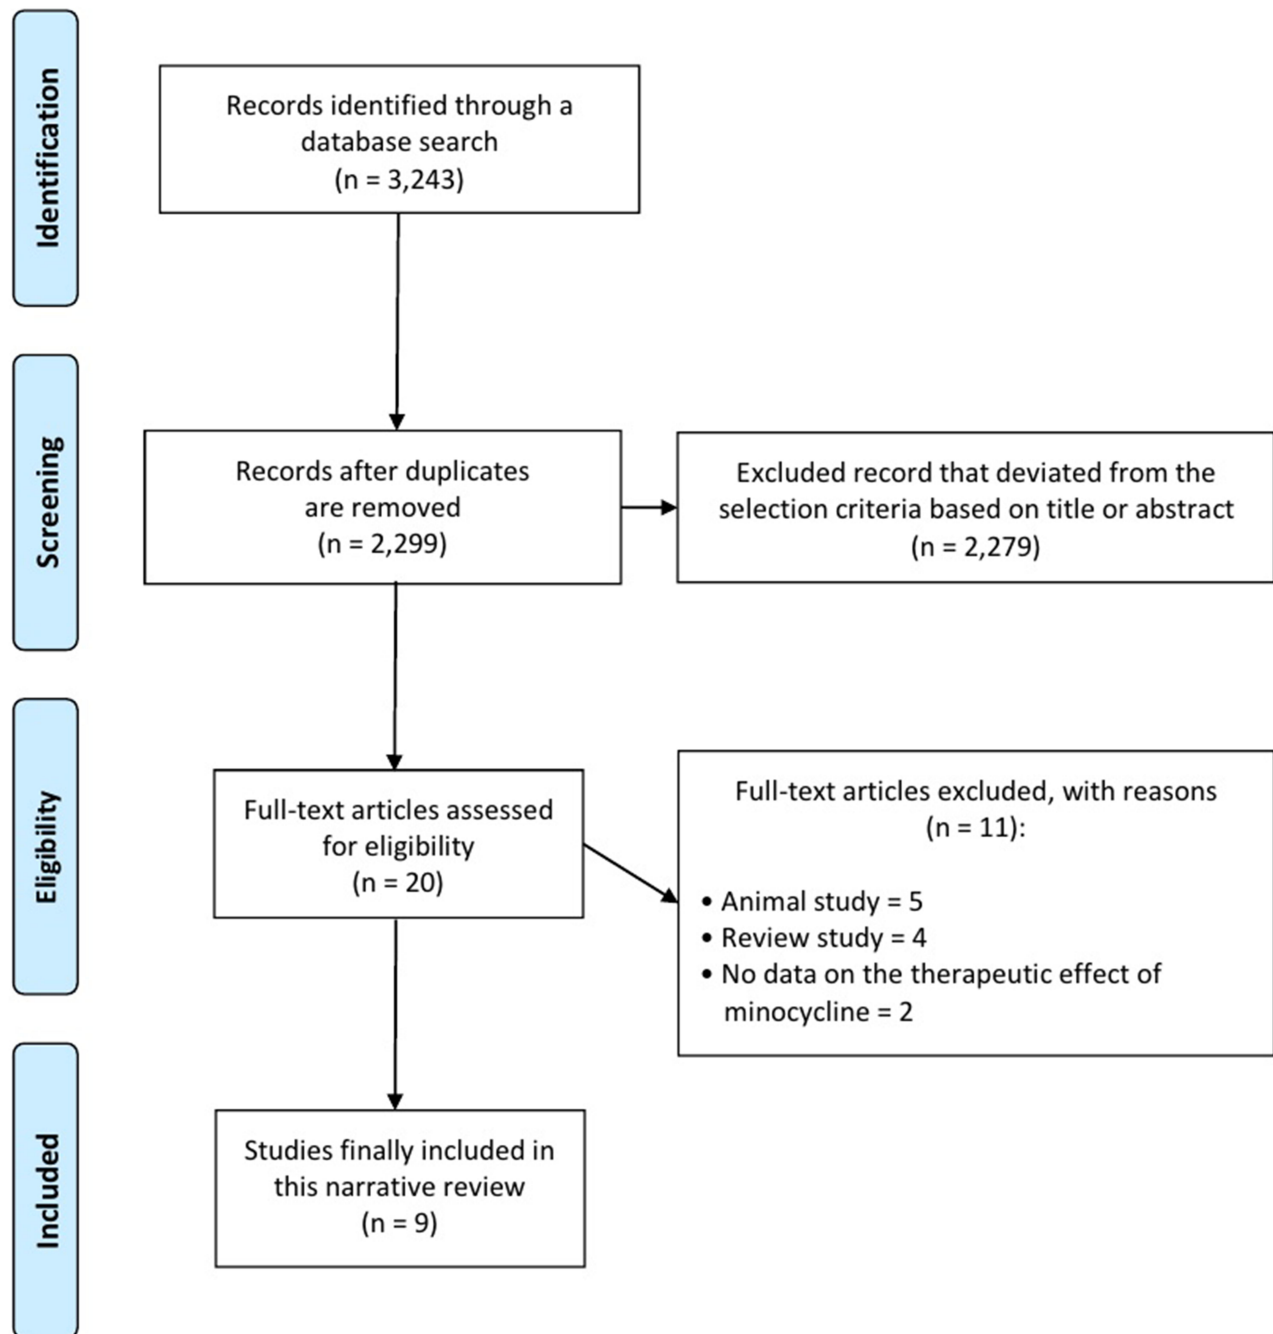 Identification
Records identified through a
database search
(n = 3,243)
Screening
Records after duplicates
are removed
(n = 2,299)
Excluded record that deviated from the
selection criteria based on title or abstract
(n = 2,279)
Eligibility
Full-text articles assessed
for eligibility
(n = 20)
Full-text articles excluded, with reasons
(n = 11):
• Animal study = 5
• Review study = 4
• No data on the therapeutic effect of
minocycline = 2
Included
Studies finally included in
this narrative review
(n = 9)